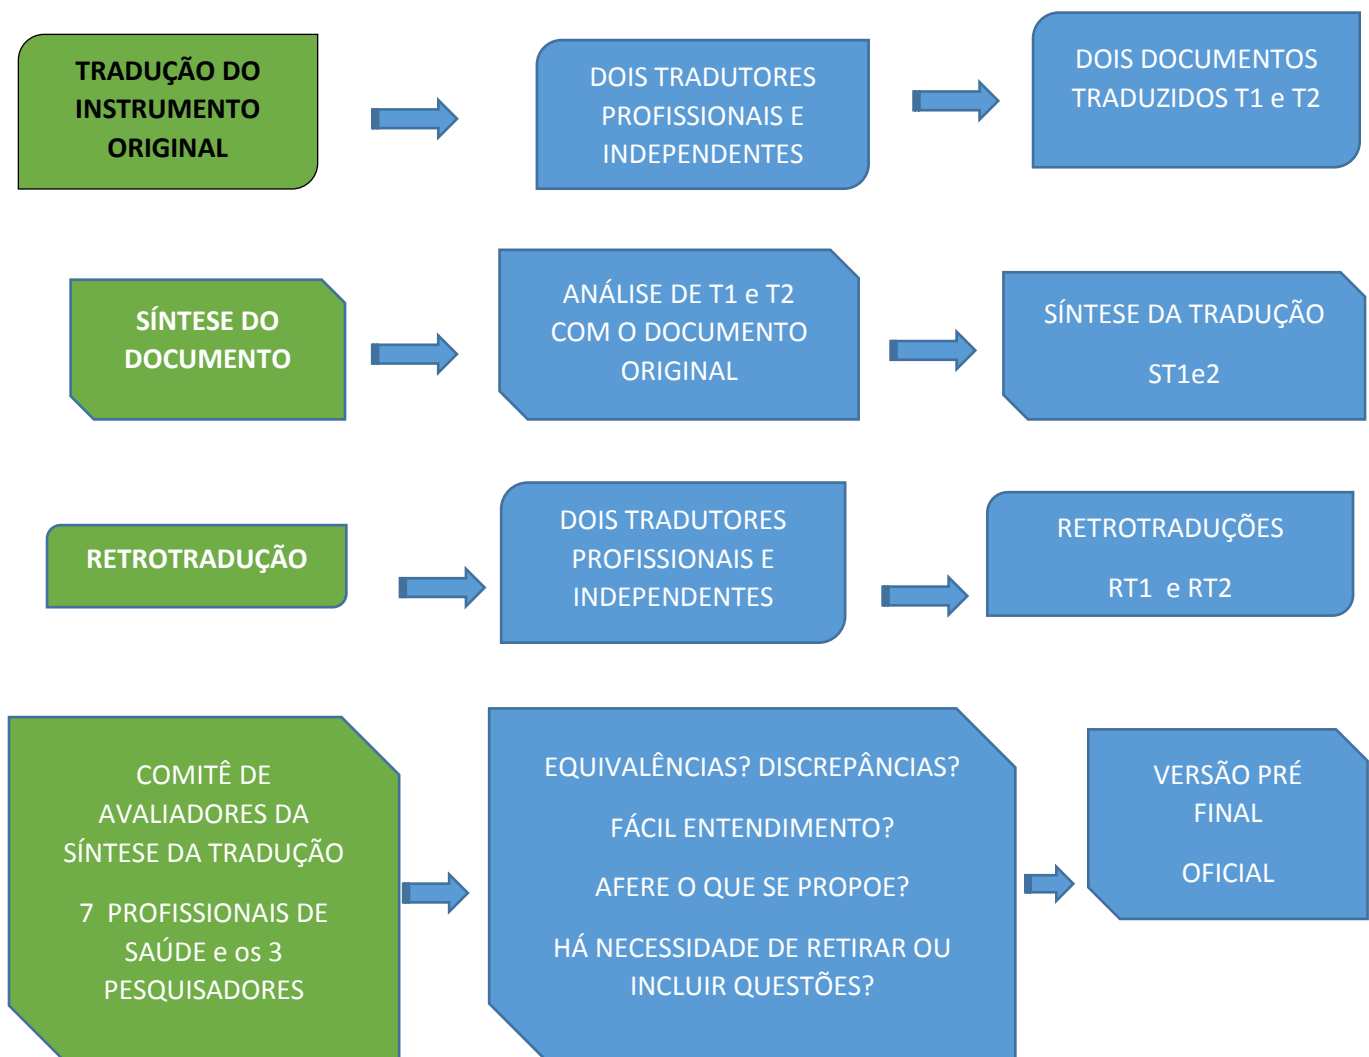 TRADUÇÃO DO
INSTRUMENTO
ORIGINAL
DOIS TRADUTORES
PROFISSIONAIS E
INDEPENDENTES
DOIS DOCUMENTOS
TRADUZIDOS T1 e T2
SÍNTESE DO
DOCUMENTO
ANÁLISE DE T1 e T2
COM O DOCUMENTO
ORIGINAL
SÍNTESE DA TRADUÇÃO
ST1e2
RETROTRADUÇÃO
DOIS TRADUTORES
PROFISSIONAIS E
INDEPENDENTES
RETROTRADUÇÕES
RT1 e RT2
COMITÊ DE
AVALIADORES DA
SÍNTESE DA TRADUÇÃO
7 PROFISSIONAIS DE
SAÚDE e os 3
PESQUISADORES
EQUIVALÊNCIAS? DISCREPÂNCIAS?
FÁCIL ENTENDIMENTO?
AFERE O QUE SE PROPOE?
HÁ NECESSIDADE DE RETIRAR OU
INCLUIR QUESTÕES?
VERSÃO PRÉ
FINAL
OFICIAL